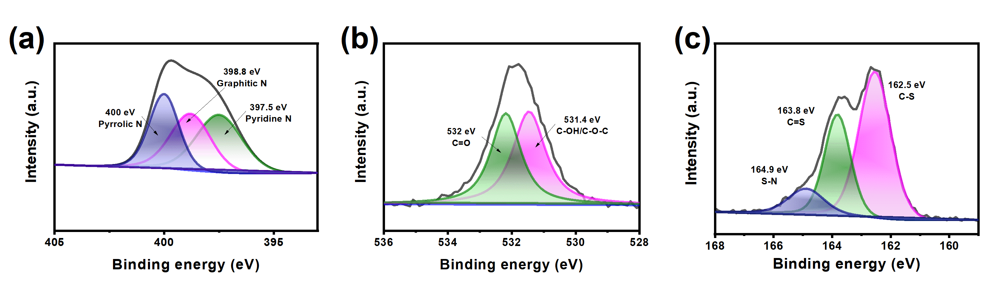 (a)
Intensity (a.u.)
398.8 eV
Graphitic N
400 eV
Pyrrolic N
397.5 eV
Pyridine N
405
400
395
Binding energy (eV)
(b)
Intensity (a.u.)
532 eV
C=O
531.4 eV
C-OH/C-O-C
536
534
532
530
528
Binding energy (eV)
(c)
Intensity (a.u.)
162.5 eV
C-S
163.8 eV
C=S
164.9 eV
S-N
168
166
164
162
160
Binding energy (eV)